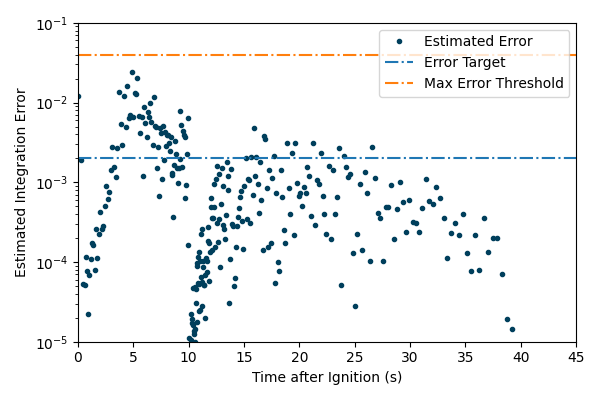 Estimated Integration Error
10⁻¹
10⁻²
10⁻³
10⁻⁴
10⁻⁵
Estimated Error
Error Target
Max Error Threshold
0 5 10 15 20 25 30 35 40 45
Time after Ignition (s)